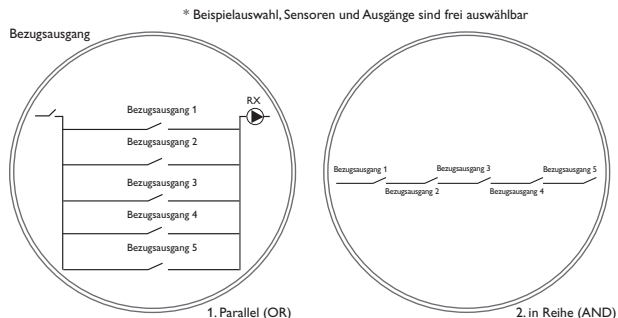 * Beispielauswahl, Sensoren und Ausgänge sind frei auswählbar
Bezugsausgang
RX
Bezugsausgang 1
Bezugsausgang 2
Bezugsausgang 3
Bezugsausgang 4
Bezugsausgang 5
1. Parallel (OR)
Bezugsausgang 1
Bezugsausgang 2
Bezugsausgang 3
Bezugsausgang 4
Bezugsausgang 5
2. in Reihe (AND)